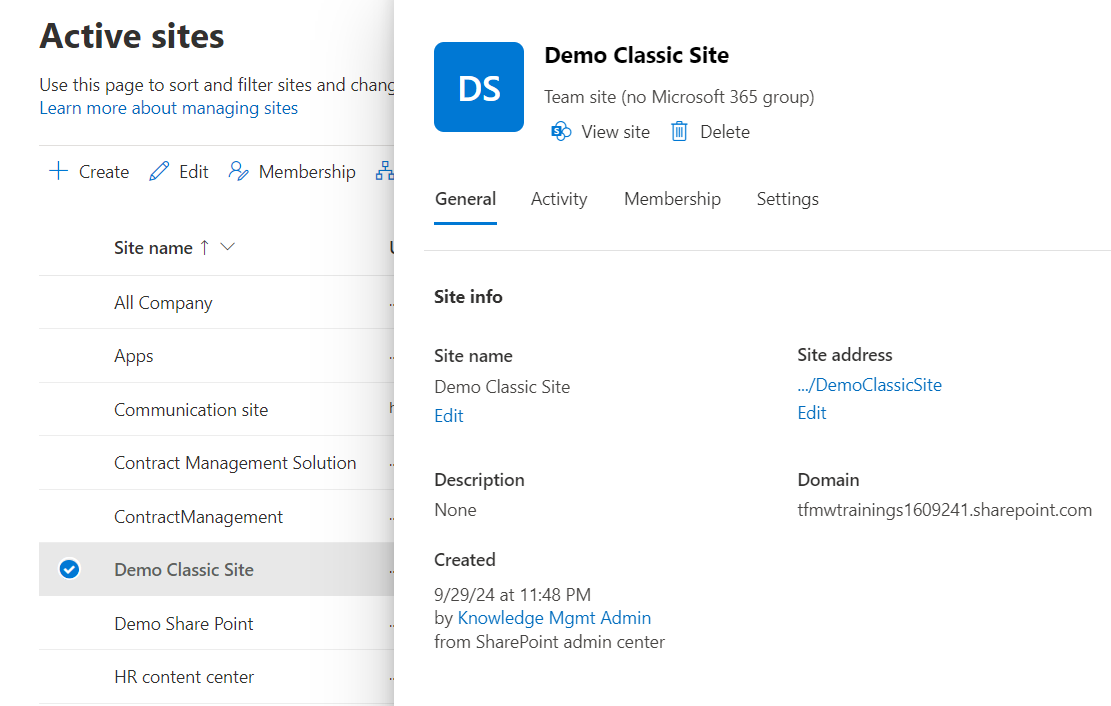 Active sites
Use this page to sort and filter sites and chang
Learn more about managing sites
Create Edit Membership
Site name ↑
All Company
Apps
Communication site
Contract Management Solution
ContractManagement
Demo Classic Site
Demo Share Point
HR content center
DS
Demo Classic Site
Team site (no Microsoft 365 group)
View site Delete
General Activity Membership Settings
Site info
Site name
Demo Classic Site
Edit
Site address
.../DemoClassicSite
Edit
Description
None
Domain
tfmwtrainings1609241.sharepoint.com
Created
9/29/24 at 11:48 PM
by Knowledge Mgmt Admin
from SharePoint admin center